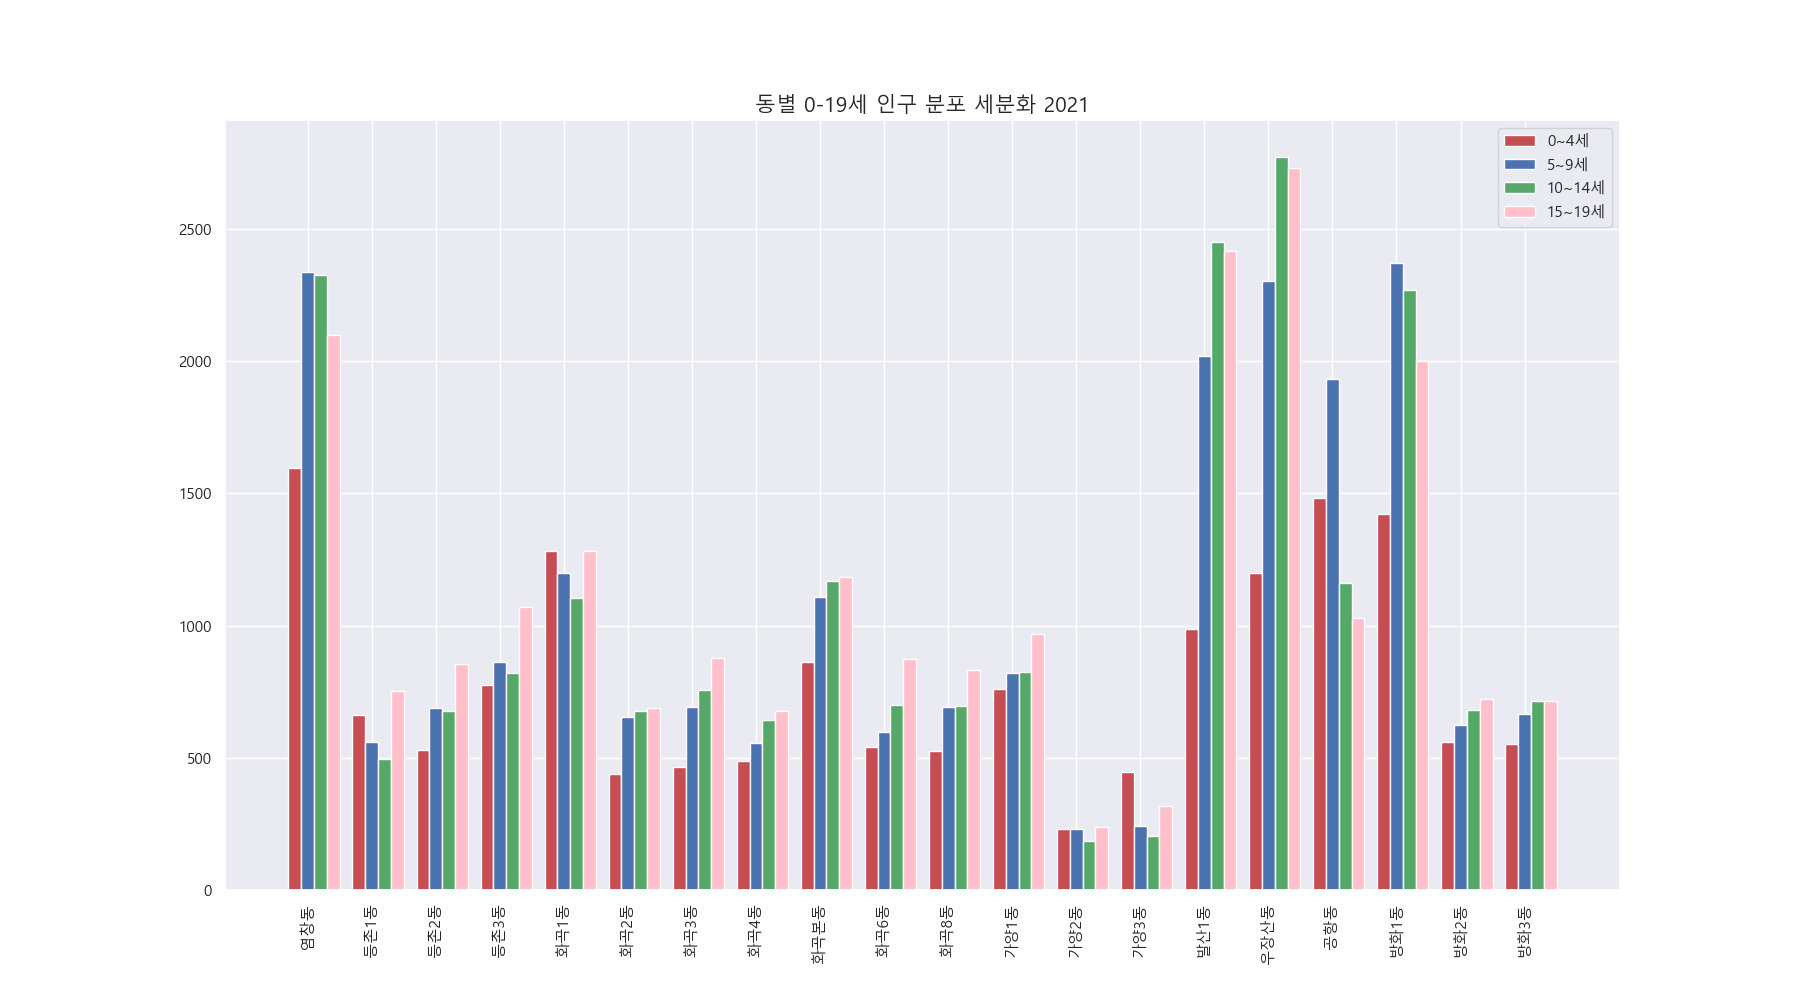 동별 0-19세 인구 분포 세분화 2021
0~4세
5~9세
10~14세
15~19세
2500
2000
1500
1000
500
0
염창동
등촌1동
등촌2동
등촌3동
화곡1동
화곡2동
화곡3동
화곡4동
화곡본동
화곡6동
화곡8동
가양1동
가양2동
가양3동
발산1동
우장산동
공항동
방화1동
방화2동
방화3동